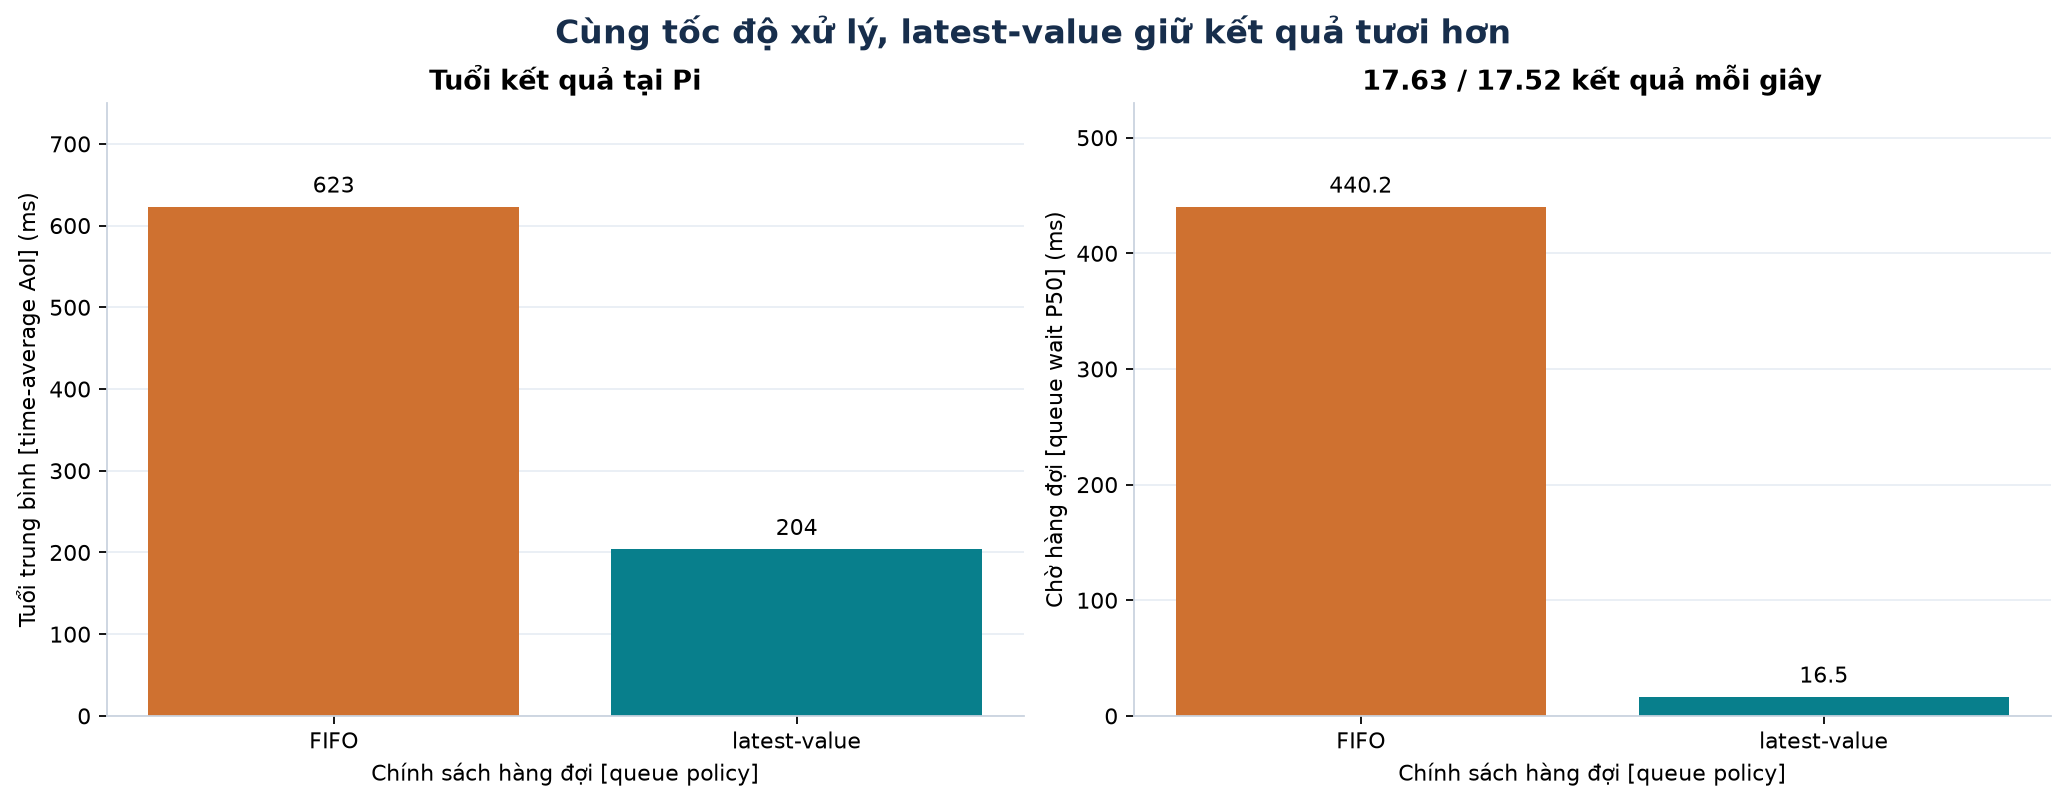 Cùng tốc độ xử lý, latest-value giữ kết quả tươi hơn
Tuổi kết quả tại Pi
Tuổi trung bình [time-average AoI] (ms)
700
600
500
400
300
200
100
0
623
204
FIFO
latest-value
Chính sách hàng đợi [queue policy]
17.63 / 17.52 kết quả mỗi giây
Chờ hàng đợi [queue wait P50] (ms)
500
400
300
200
100
0
440.2
16.5
FIFO
latest-value
Chính sách hàng đợi [queue policy]